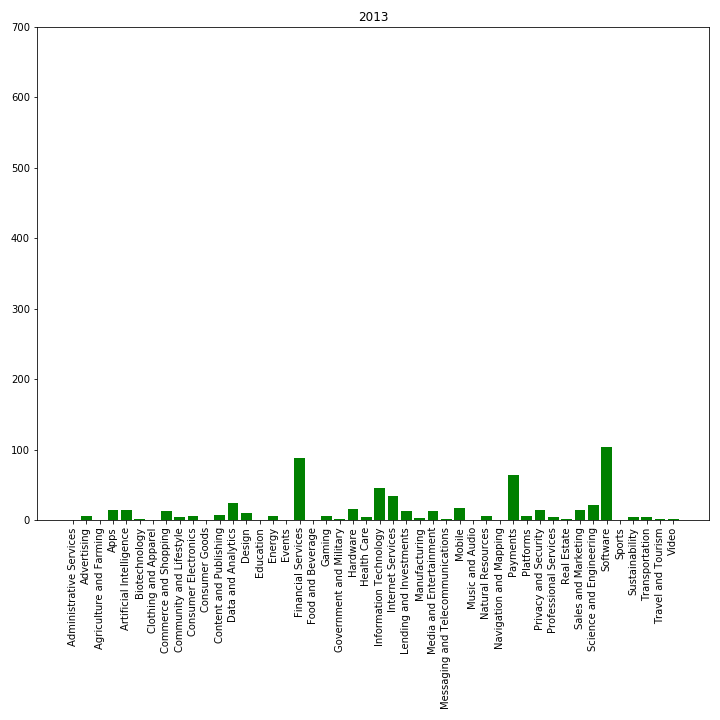 2013
700
600
500
400
300
200
100
0
Administrative Services
Advertising
Agriculture and Farming
Apps
Artificial Intelligence
Biotechnology
Clothing and Apparel
Commerce and Shopping
Community and Lifestyle
Consumer Electronics
Consumer Goods
Content and Publishing
Data and Analytics
Design
Education
Energy
Events
Financial Services
Food and Beverage
Gaming
Government and Military
Hardware
Health Care
Information Technology
Internet Services
Lending and Investments
Manufacturing
Media and Entertainment
Messaging and Telecommunications
Mobile
Music and Audio
Natural Resources
Navigation and Mapping
Payments
Platforms
Privacy and Security
Professional Services
Real Estate
Sales and Marketing
Science and Engineering
Software
Sports
Sustainability
Transportation
Travel and Tourism
Video